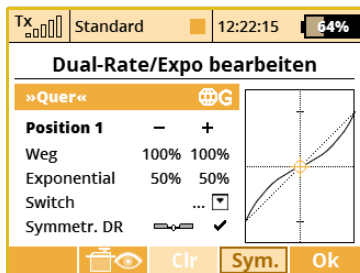 Tx Standard 12:22:15 64%
Dual-Rate/Expo bearbeiten
»Quer« G
Position 1 – +
Weg 100% 100%
Exponential 50% 50%
Switch ...
Symmetr. DR
Clr Sym. Ok